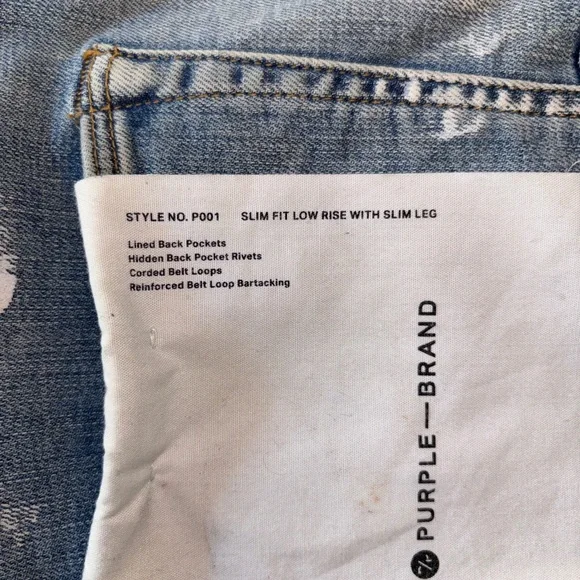 STYLE NO. P001 SLIM FIT LOW RISE WITH SLIM LEG
Lined Back Pockets
Hidden Back Pocket Rivets
Corded Belt Loops
Reinforced Belt Loop Bartacking
PURPLE—BRAND